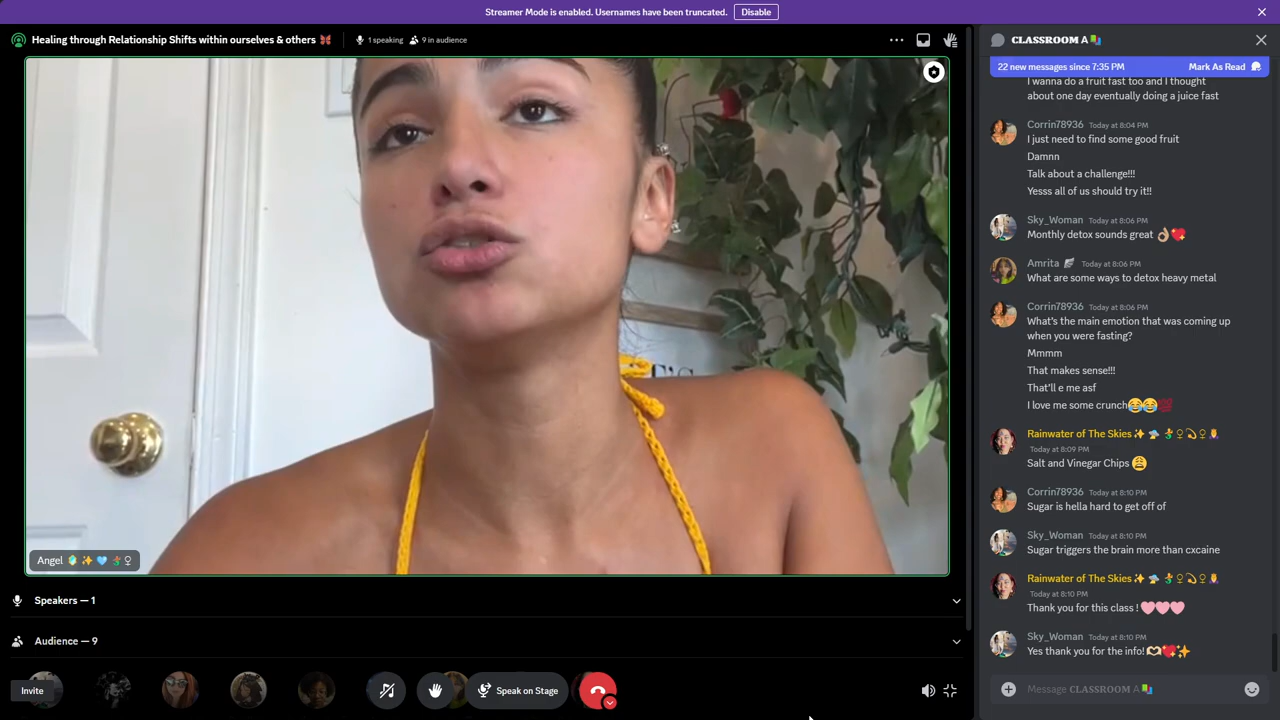 Streamer Mode is enabled. Usernames have been truncated. Disable
Healing through Relationship Shifts within ourselves & others 🦋
1 speaking 9 in audience
T'S
Angel
Speakers — 1
Audience — 9
Invite
Speak on Stage
CLASSROOM A
22 new messages since 7:35 PM Mark As Read
I wanna do a fruit fast too and I thought
about one day eventually doing a juice fast
Corrin78936 Today at 8:04 PM
I just need to find some good fruit
Damnn
Talk about a challenge!!!
Yesss all of us should try it!!
Sky_Woman Today at 8:06 PM
Monthly detox sounds great 👌🏽💖
Amrita Today at 8:06 PM
What are some ways to detox heavy metal
Corrin78936 Today at 8:06 PM
What's the main emotion that was coming up
when you were fasting?
Mmmm
That makes sense!!!
That'll e me asf
I love me some crunch😂😂💯
Rainwater of The Skies
Today at 8:09 PM
Salt and Vinegar Chips 😩
Corrin78936 Today at 8:10 PM
Sugar is hella hard to get off of
Sky_Woman Today at 8:10 PM
Sugar triggers the brain more than cxcaine
Rainwater of The Skies
Today at 8:10 PM
Thank you for this class ! 🩷🩷🩷
Sky_Woman Today at 8:10 PM
Yes thank you for the info! 🫶🏻💖✨
Message CLASSROOM A